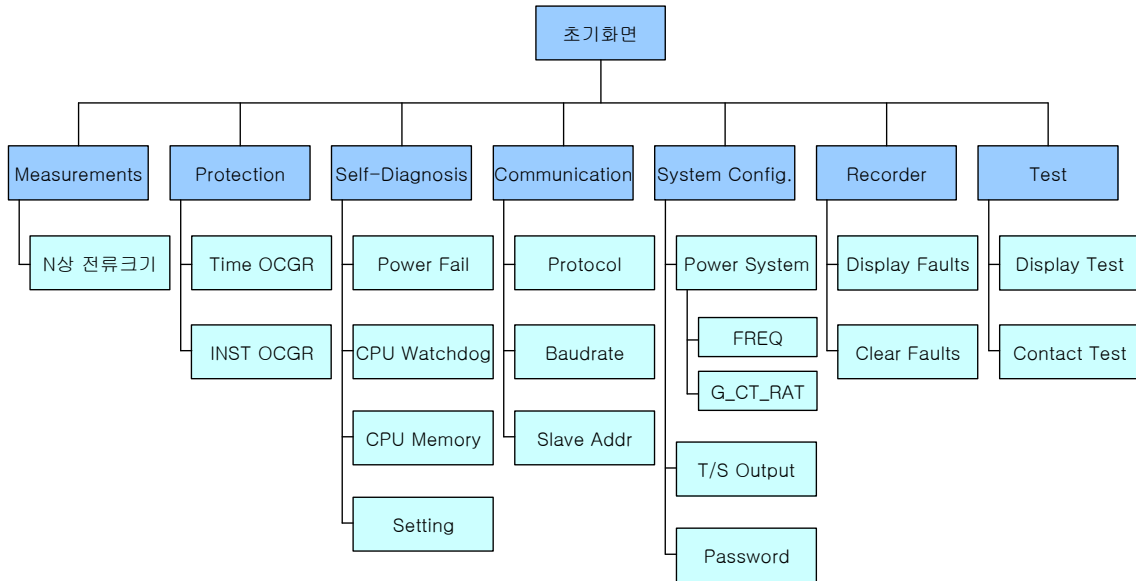 초기화면
Measurements
Protection
Self-Diagnosis
Communication
System Config.
Recorder
Test
N상 전류크기
Time OCGR
Power Fail
Protocol
Power System
Display Faults
Display Test
FREQ
INST OCGR
CPU Watchdog
Baudrate
Clear Faults
Contact Test
G_CT_RAT
CPU Memory
Slave Addr
T/S Output
Setting
Password